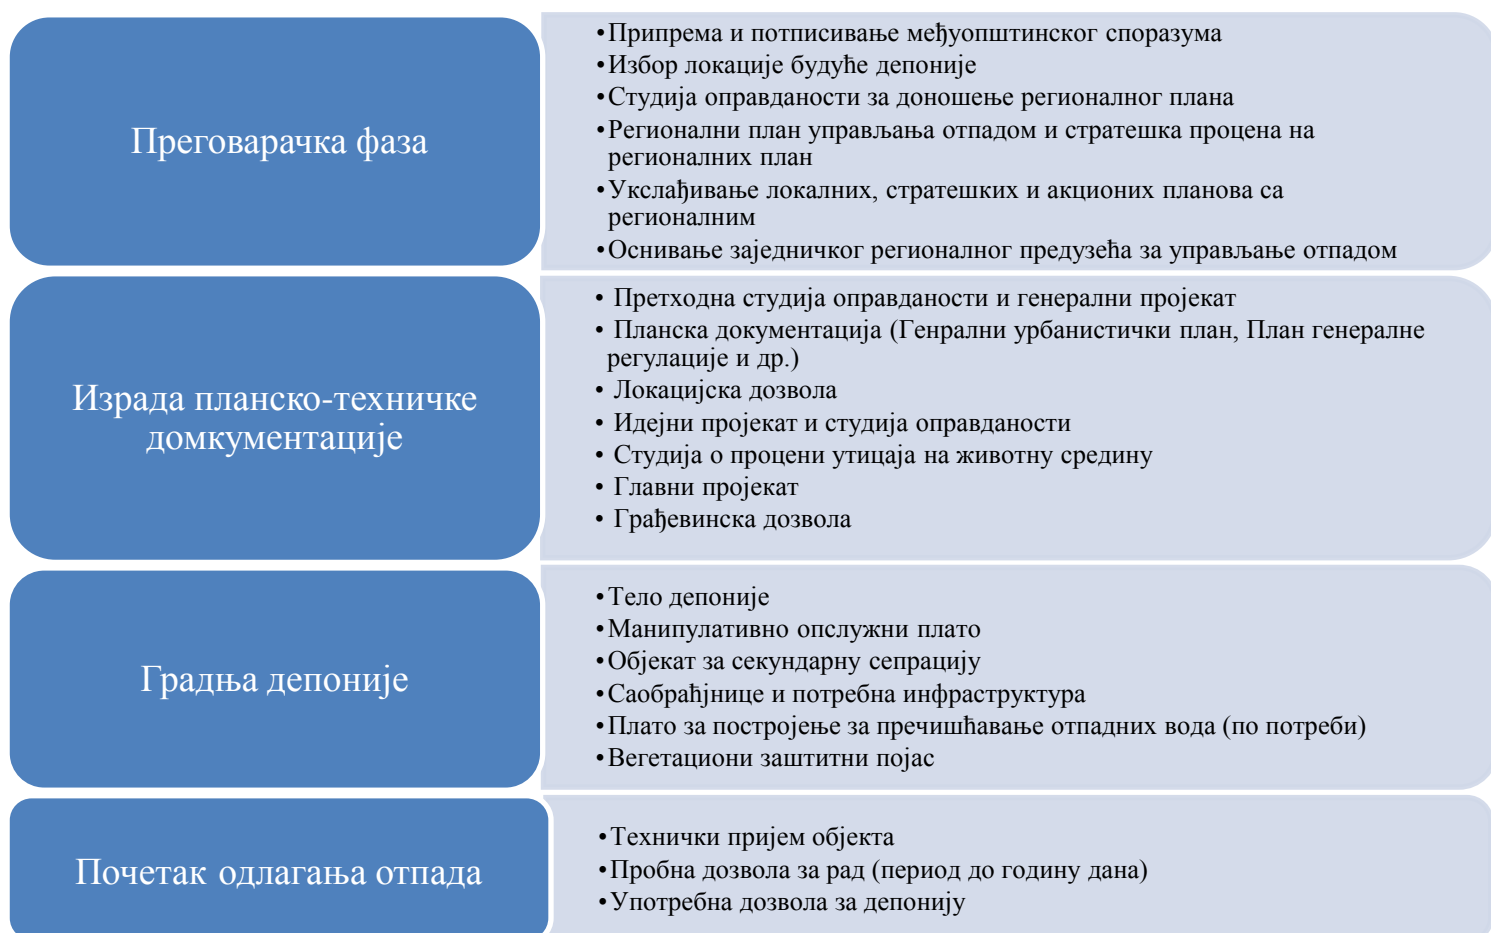 Преговарачка фаза
•Припрема и потписивање међуопштинског споразума
•Избор локације будуће депоније
•Студија оправданости за доношење регионалног плана
•Регионални план управљања отпадом и стратешка процена на
регионалних план
•Укслађивање локалних, стратешких и акционих планова са
регионалним
•Оснивање заједничког регионалног предузећа за управљање отпадом
Израда планско-техничке
домкументације
• Претходна студија оправданости и генерални пројекат
• Планска документација (Генрални урбанистички план, План генералне
регулације и др.)
• Локацијска дозвола
• Идејни пројекат и студија оправданости
• Студија о процени утицаја на животну средину
• Главни пројекат
• Грађевинска дозвола
Градња депоније
•Тело депоније
•Манипулативно опслужни плато
•Објекат за секундарну сепрацију
•Саобраћјнице и потребна инфраструктура
•Плато за постројење за пречишћавање отпадних вода (по потреби)
•Вегетациони заштитни појас
Почетак одлагања отпада
•Технички пријем објекта
•Пробна дозвола за рад (период до годину дана)
•Употребна дозвола за депонију